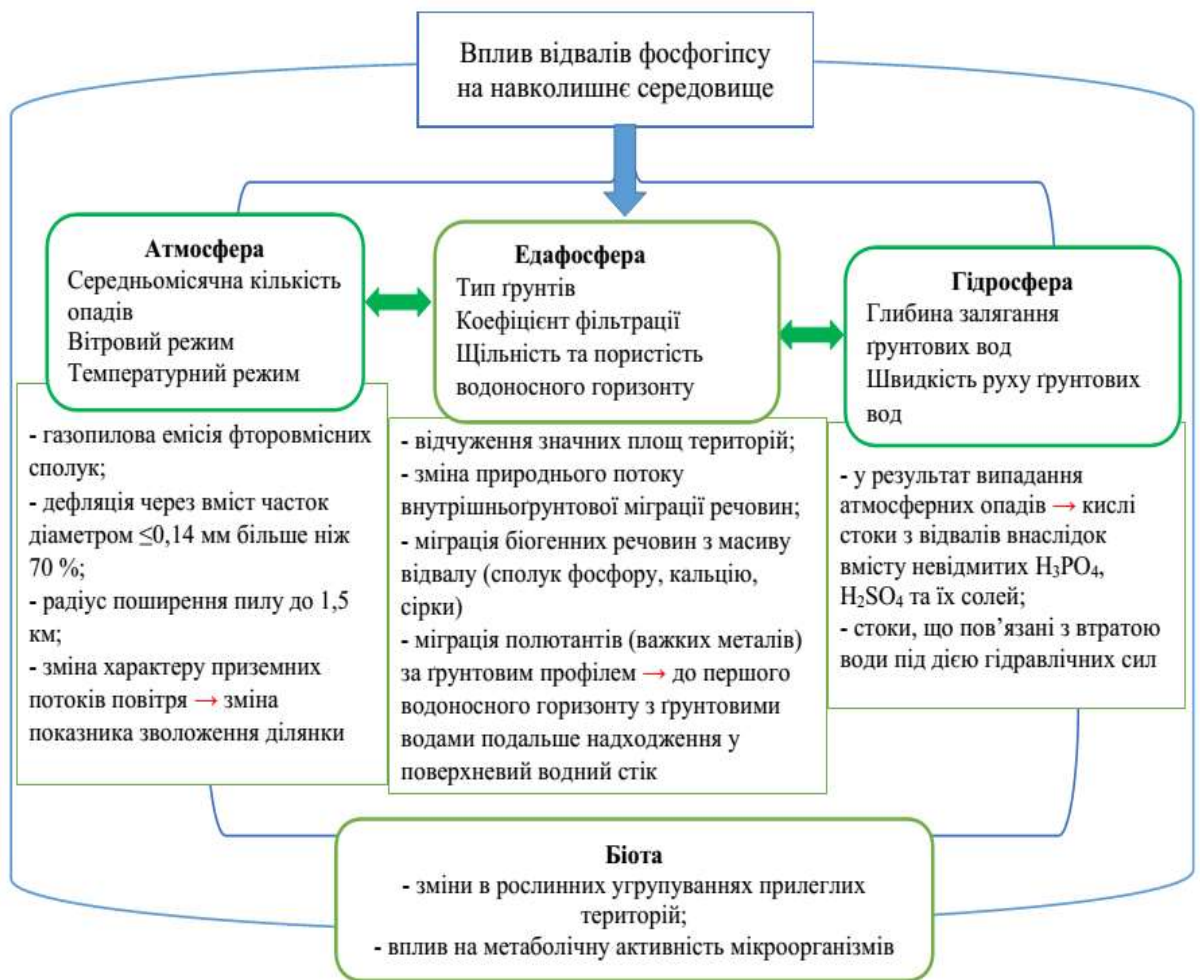 Вплив відвалів фосфогіпсу
на навколишнє середовище
Атмосфера
Середньомісячна кількість
опадів
Вітровий режим
Температурний режим
- газопилова емісія фторовмісних
сполук;
- дефляція через вміст часток
діаметром ≤0,14 мм більше ніж
70 %;
- радіус поширення пилу до 1,5
км;
- зміна характеру приземних
потоків повітря → зміна
показника зволоження ділянки
Едафосфера
Тип ґрунтів
Коефіцієнт фільтрації
Щільність та пористість
водоносного горизонту
- відчуження значних площ територій;
- зміна природнього потоку
внутрішньоґрунтової міграції речовин;
- міграція біогенних речовин з масиву
відвалу (сполук фосфору, кальцію,
сірки)
- міграція полютантів (важких металів)
за ґрунтовим профілем → до першого
водоносного горизонту з ґрунтовими
водами подальше надходження у
поверхневий водний стік
Гідросфера
Глибина залягання
ґрунтових вод
Швидкість руху ґрунтових
вод
- у результат випадання
атмосферних опадів → кислі
стоки з відвалів внаслідок
вмісту невідмитих H₃PO₄,
H₂SO₄ та їх солей;
- стоки, що пов’язані з втратою
води під дією гідравлічних сил
Біота
- зміни в рослинних угрупуваннях прилеглих
територій;
- вплив на метаболічну активність мікроорганізмів